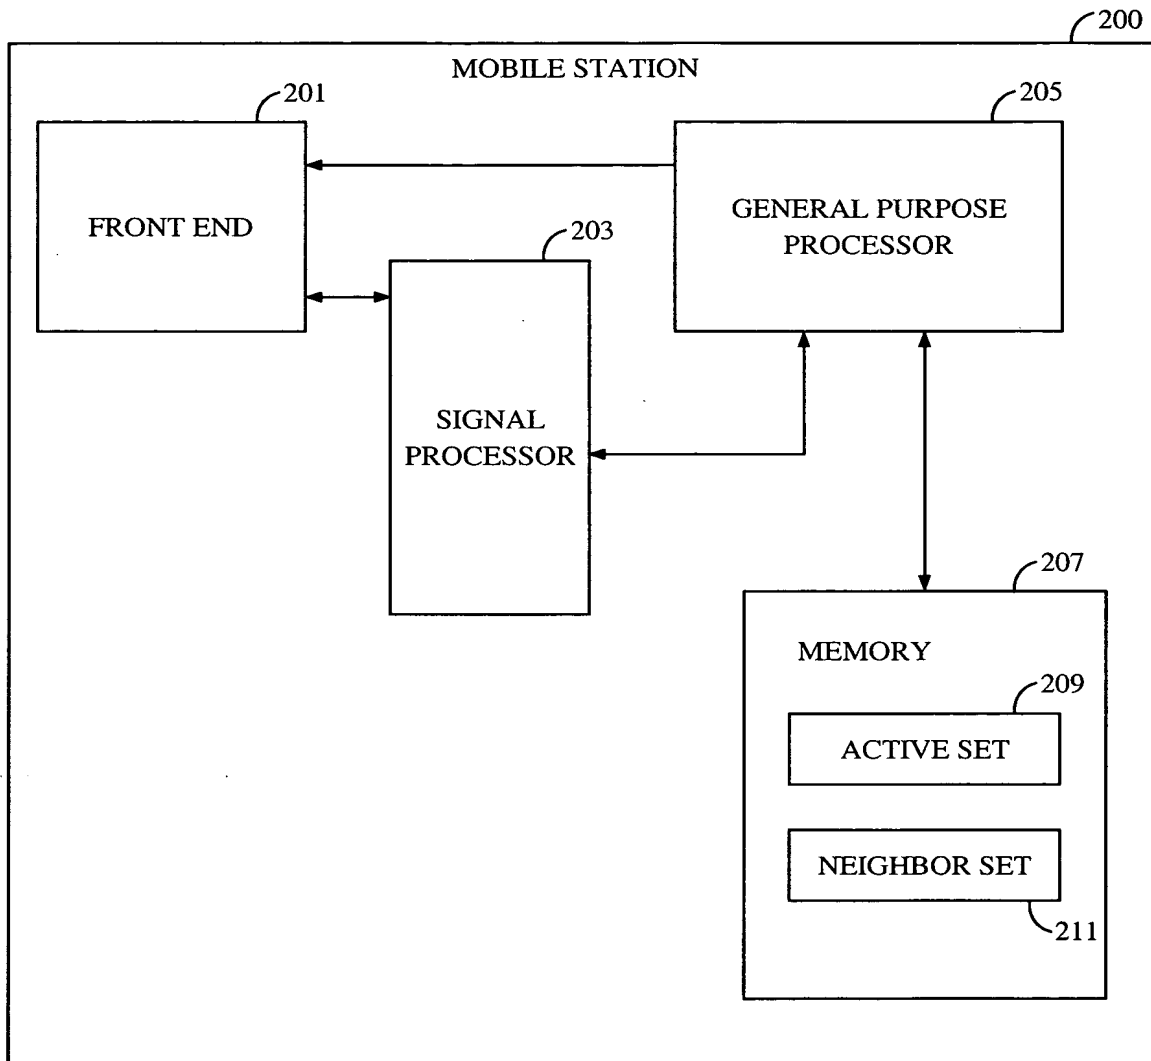 200
MOBILE STATION
201
205
FRONT END
GENERAL PURPOSE
PROCESSOR
203
SIGNAL
PROCESSOR
207
MEMORY
209
ACTIVE SET
NEIGHBOR SET
211